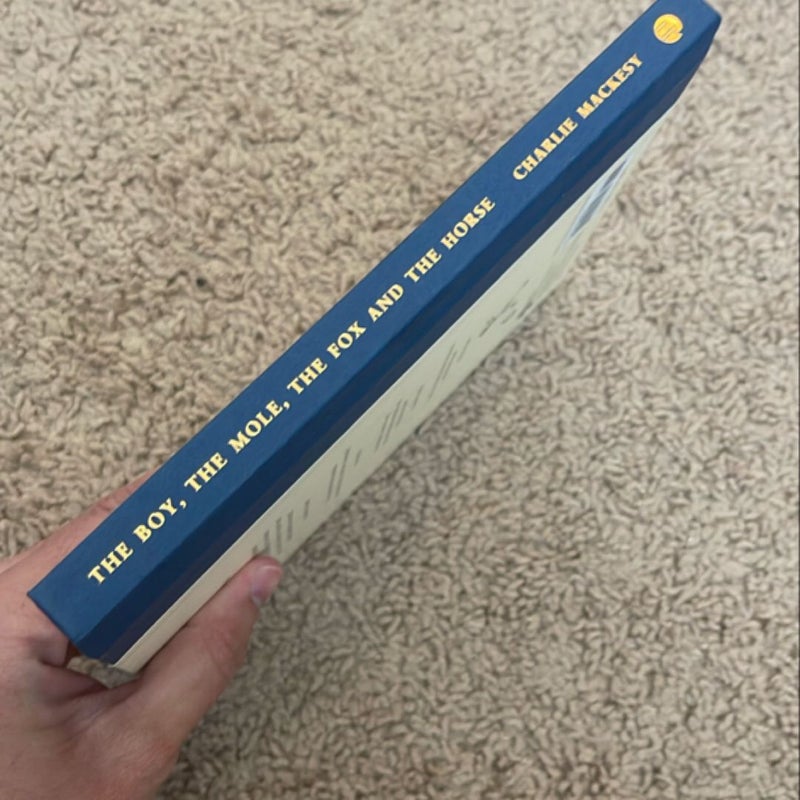 THE BOY, THE MOLE, THE FOX AND THE HORSE CHARLIE MACKESY